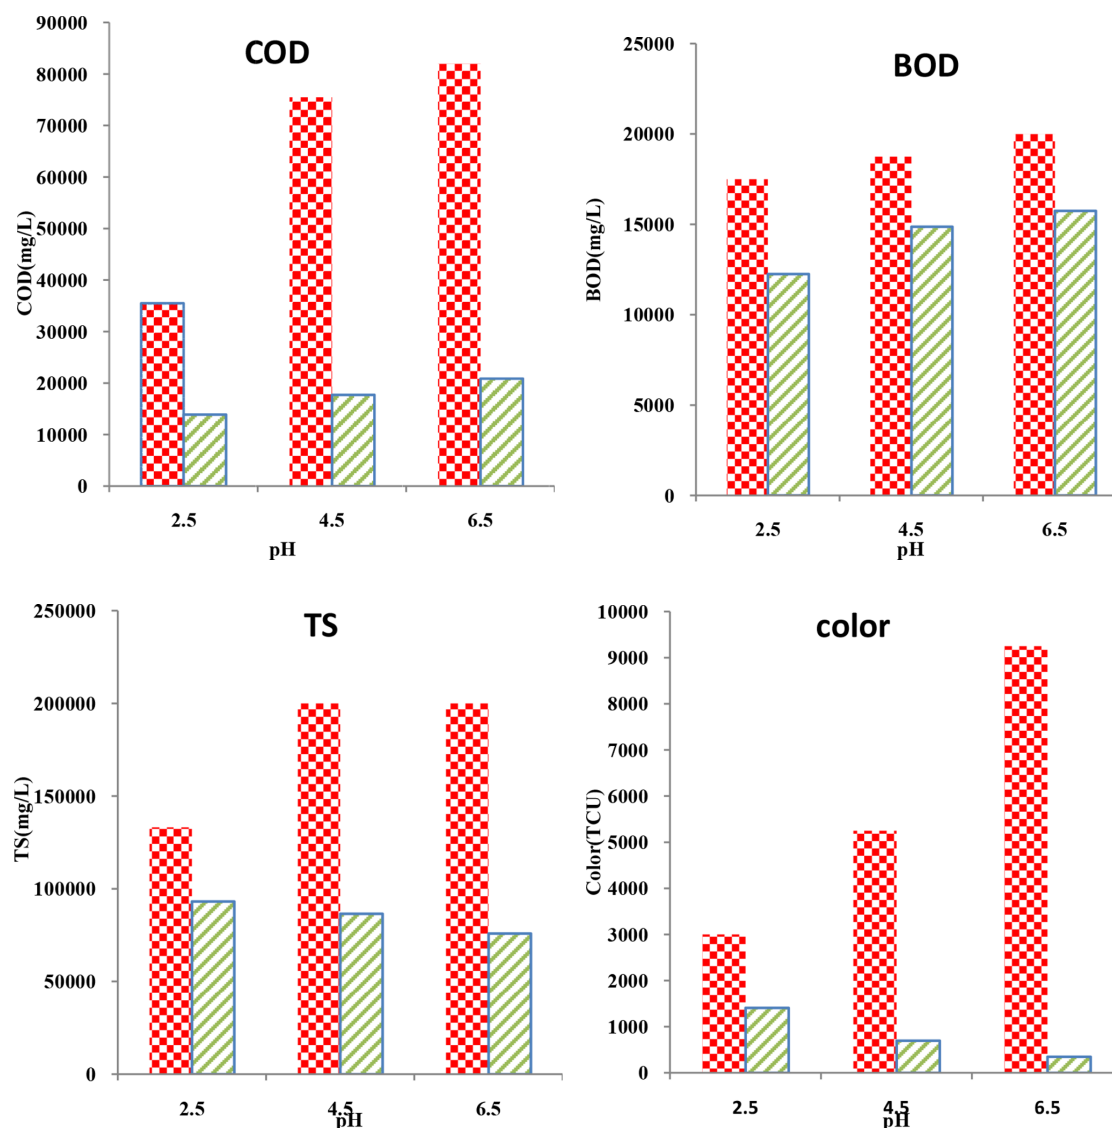 COD
90000
80000
70000
60000
50000
40000
30000
20000
10000
0
COD(mg/L)
2.5 4.5 6.5
pH
BOD
25000
20000
15000
10000
5000
0
BOD(mg/L)
2.5 4.5 6.5
pH
TS
250000
200000
150000
100000
50000
0
TS(mg/L)
2.5 4.5 6.5
pH
color
10000
9000
8000
7000
6000
5000
4000
3000
2000
1000
0
Color(TCU)
2.5 4.5 6.5
pH